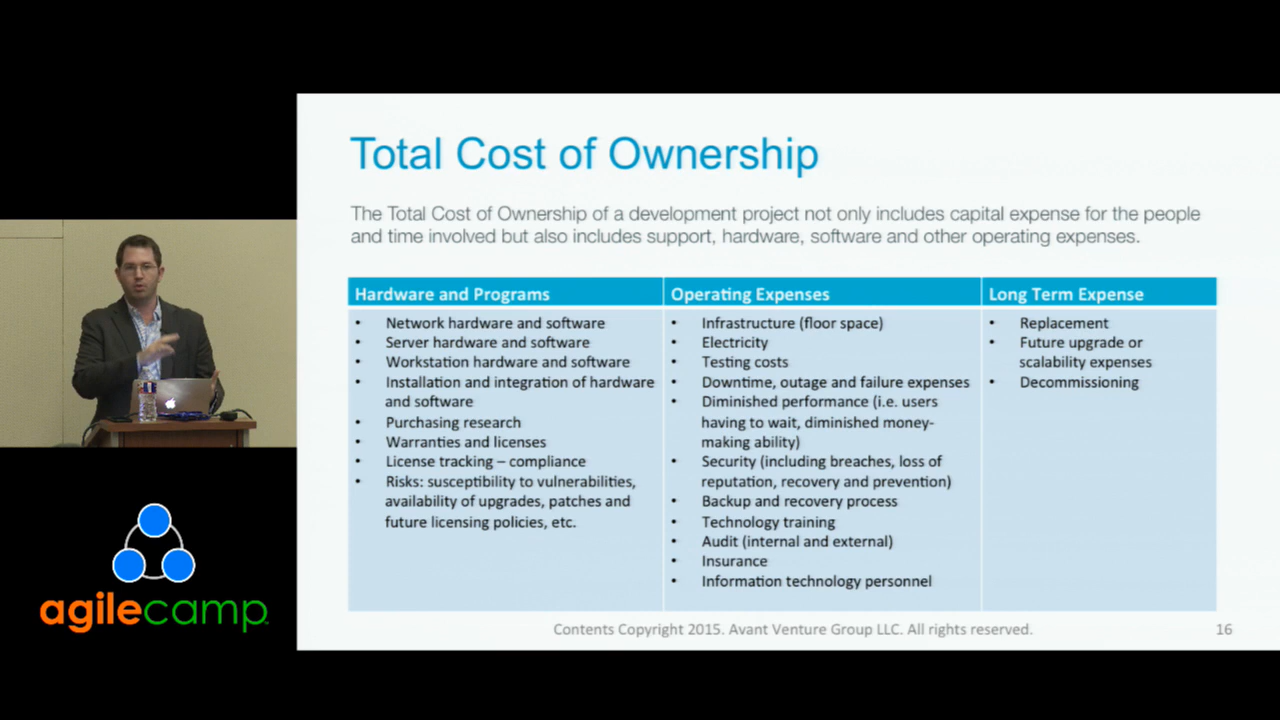 Total Cost of Ownership
The Total Cost of Ownership of a development project not only includes capital expense for the people
and time involved but also includes support, hardware, software and other operating expenses.
Hardware and Programs
• Network hardware and software
• Server hardware and software
• Workstation hardware and software
• Installation and integration of hardware
and software
• Purchasing research
• Warranties and licenses
• License tracking – compliance
• Risks: susceptibility to vulnerabilities,
availability of upgrades, patches and
future licensing policies, etc.
Operating Expenses
• Infrastructure (floor space)
• Electricity
• Testing costs
• Downtime, outage and failure expenses
• Diminished performance (i.e. users
having to wait, diminished money-
making ability)
• Security (including breaches, loss of
reputation, recovery and prevention)
• Backup and recovery process
• Technology training
• Audit (internal and external)
• Insurance
• Information technology personnel
Long Term Expense
• Replacement
• Future upgrade or
scalability expenses
• Decommissioning
Contents Copyright 2015. Avant Venture Group LLC. All rights reserved.
16
agilecamp